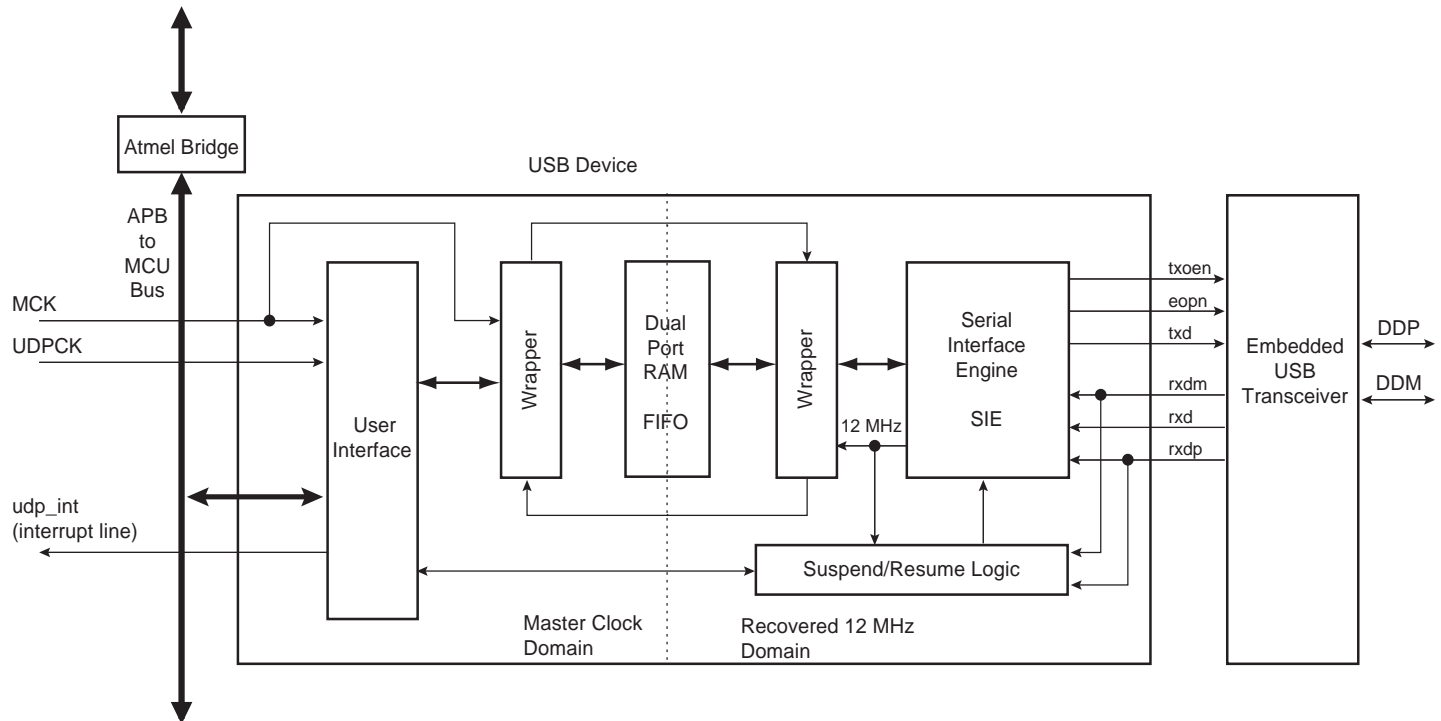 Atmel Bridge
USB Device
APB
to
MCU
Bus
MCK
UDPCK
udp_int
(interrupt line)
User
Interface
Wrapper
Dual
Port
RAM
FIFO
Wrapper
12 MHz
Serial
Interface
Engine
SIE
Suspend/Resume Logic
Master Clock
Domain
Recovered 12 MHz
Domain
txoen
eopn
txd
rxdm
rxd
rxdp
Embedded
USB
Transceiver
DDP
DDM